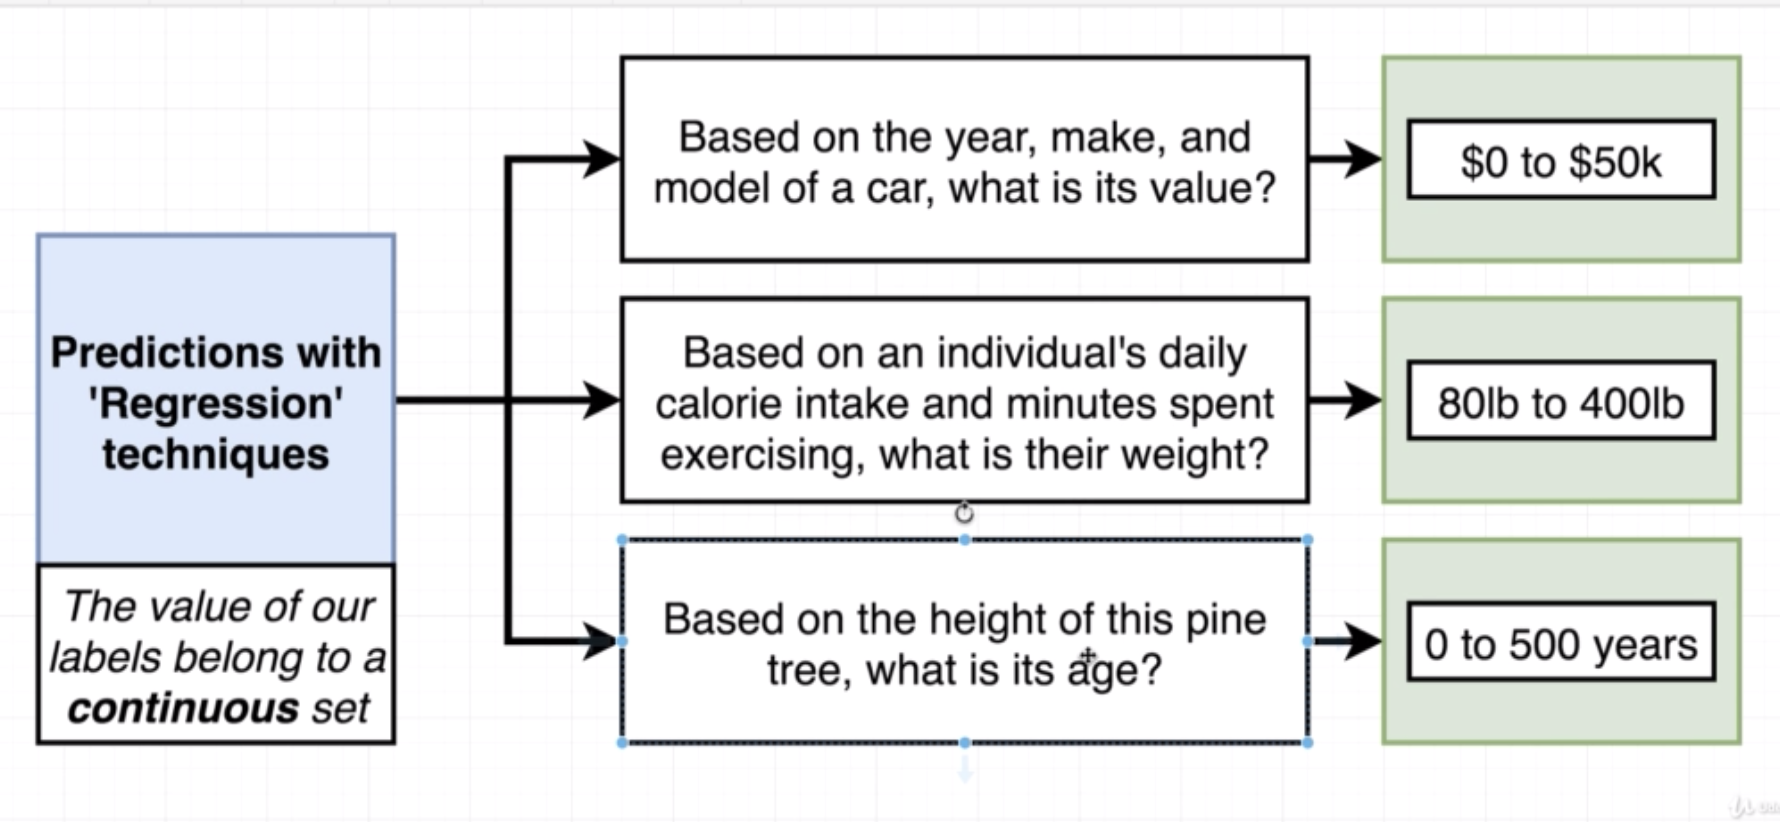 Predictions with
'Regression'
techniques
The value of our
labels belong to a
continuous set
Based on the year, make, and
model of a car, what is its value?
$0 to $50k
Based on an individual's daily
calorie intake and minutes spent
exercising, what is their weight?
80lb to 400lb
Based on the height of this pine
tree, what is its age?
0 to 500 years